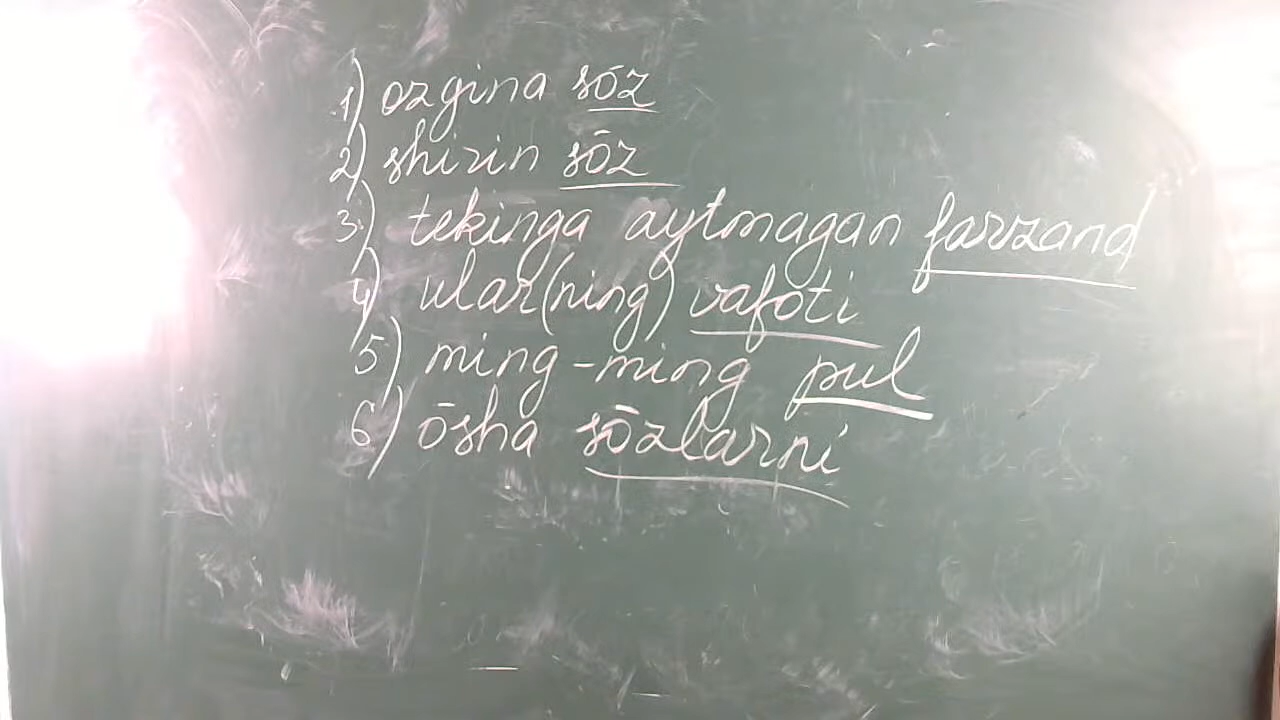 1) ozgina sōz
2) shirin sōz
3) tekinga aytmagan farzand
4) ular(ning) vafoti
5) ming-ming pul
6) ōsha sōzlarni